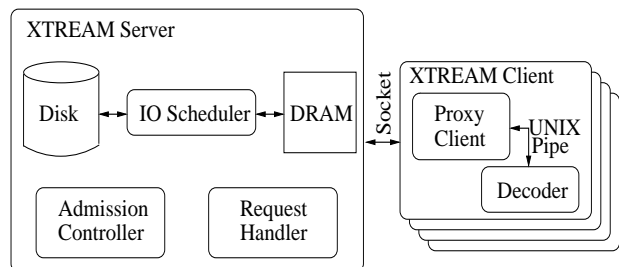 XTREAM Server
Disk
IO Scheduler
DRAM
Admission
Controller
Request
Handler
Socket
XTREAM Client
Proxy
Client
UNIX
Pipe
Decoder